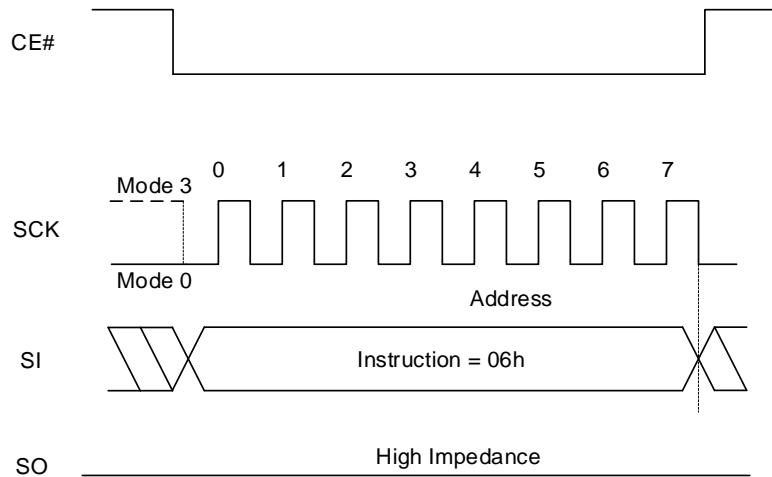 CE#
0 1 2 3 4 5 6 7
Mode 3
SCK
Mode 0
Address
SI
Instruction = 06h
High Impedance
SO